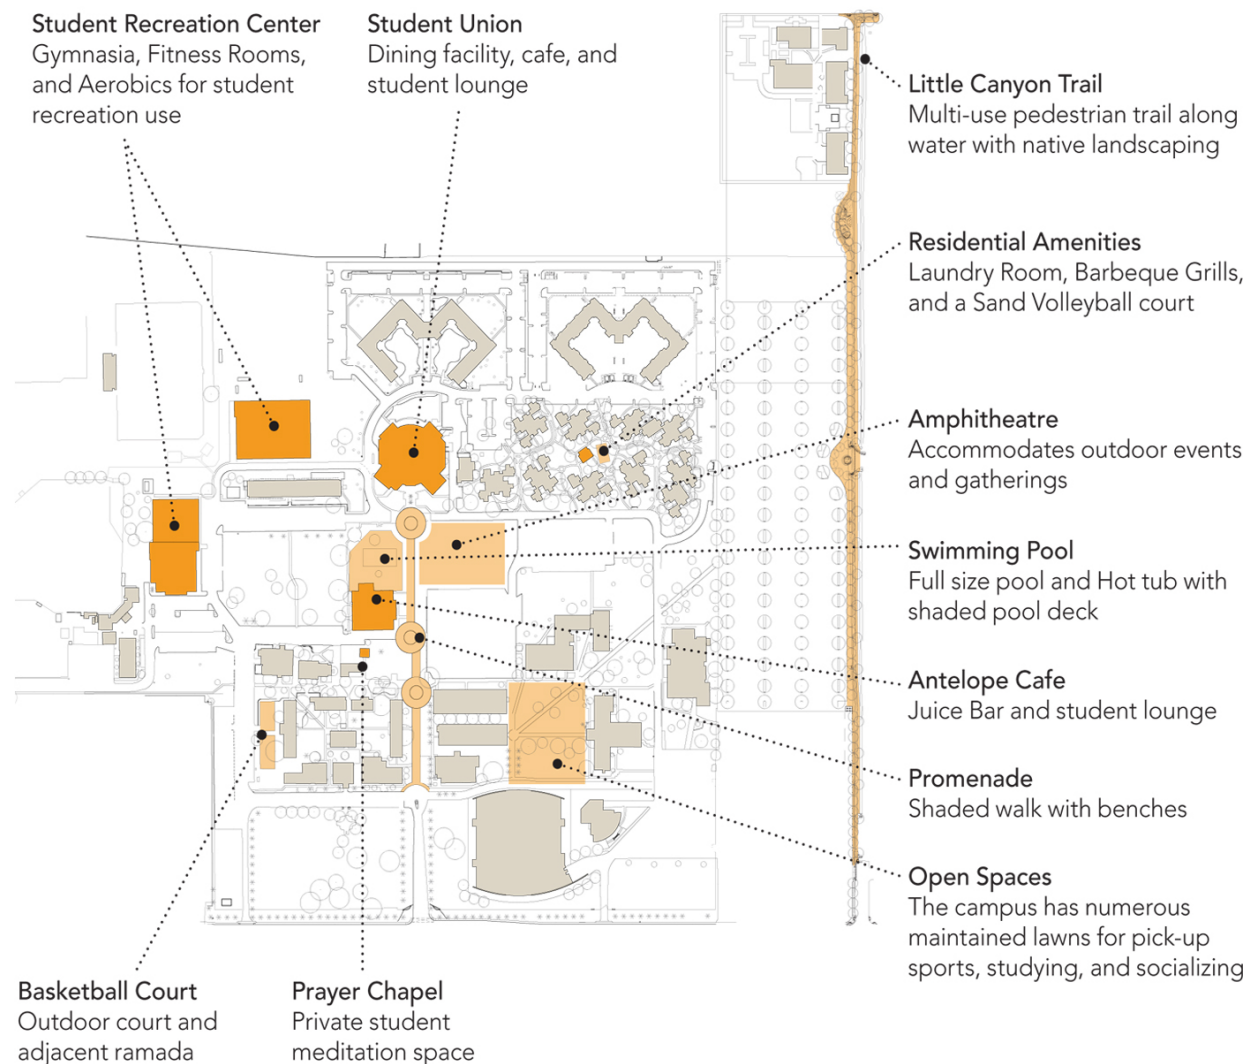 Student Recreation Center
Gymnasia, Fitness Rooms,
and Aerobics for student
recreation use
Student Union
Dining facility, cafe, and
student lounge
Little Canyon Trail
Multi-use pedestrian trail along
water with native landscaping
Residential Amenities
Laundry Room, Barbeque Grills,
and a Sand Volleyball court
Amphitheatre
Accommodates outdoor events
and gatherings
Swimming Pool
Full size pool and Hot tub with
shaded pool deck
Antelope Cafe
Juice Bar and student lounge
Promenade
Shaded walk with benches
Open Spaces
The campus has numerous
maintained lawns for pick-up
sports, studying, and socializing
Basketball Court
Outdoor court and
adjacent ramada
Prayer Chapel
Private student
meditation space